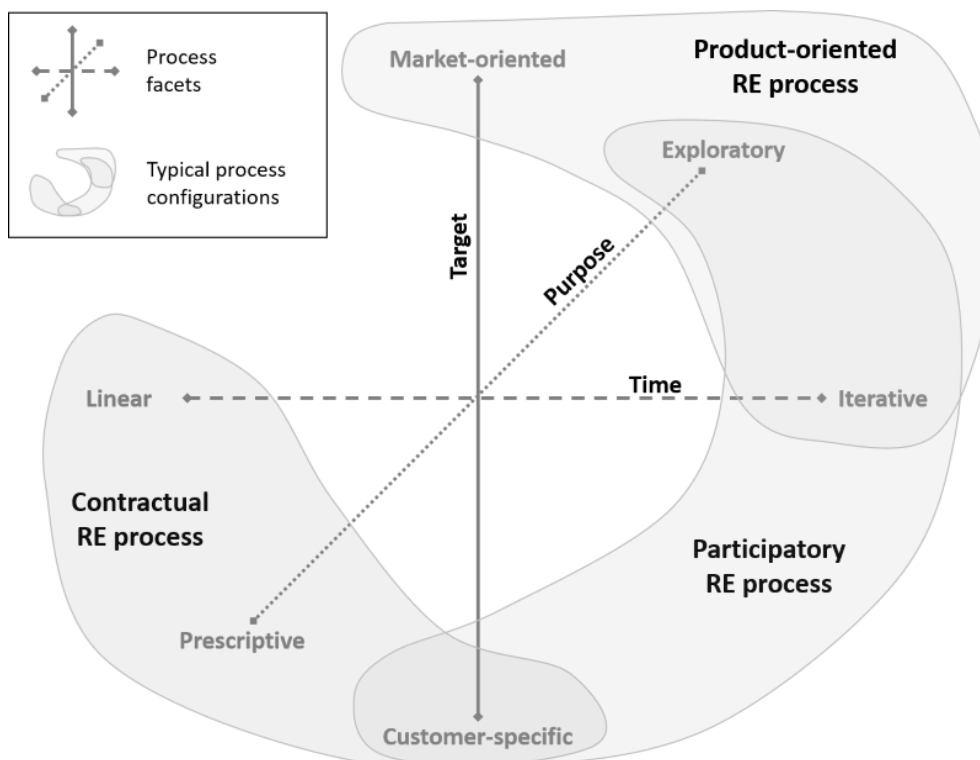 Process
facets
Typical process
configurations
Market-oriented
Product-oriented
RE process
Exploratory
Target
Purpose
Time
Linear
Iterative
Contractual
RE process
Participatory
RE process
Prescriptive
Customer-specific